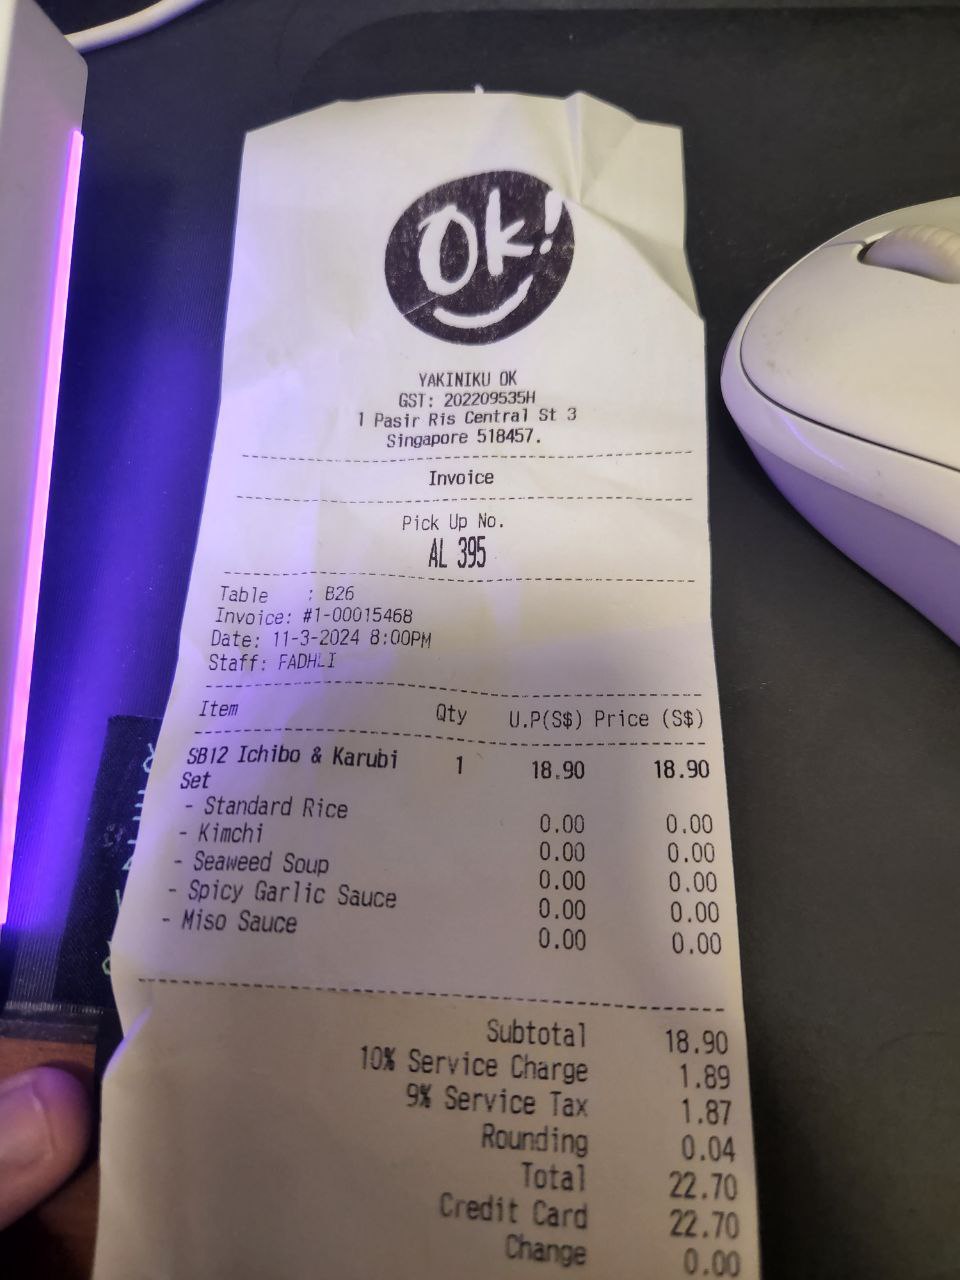 Ok!
YAKINIKU OK
GST: 202209535H
1 Pasir Ris Central St 3
Singapore 518457.
Invoice
Pick Up No.
AL 395
Table : B26
Invoice: #1-00015468
Date: 11-3-2024 8:00PM
Staff: FADHLI
Item Qty U.P(S$) Price (S$)
SB12 Ichibo & Karubi 1 18.90 18.90
Set
- Standard Rice 0.00 0.00
- Kimchi 0.00 0.00
- Seaweed Soup 0.00 0.00
- Spicy Garlic Sauce 0.00 0.00
- Miso Sauce 0.00 0.00
Subtotal 18.90
10% Service Charge 1.89
9% Service Tax 1.87
Rounding 0.04
Total 22.70
Credit Card 22.70
Change 0.00